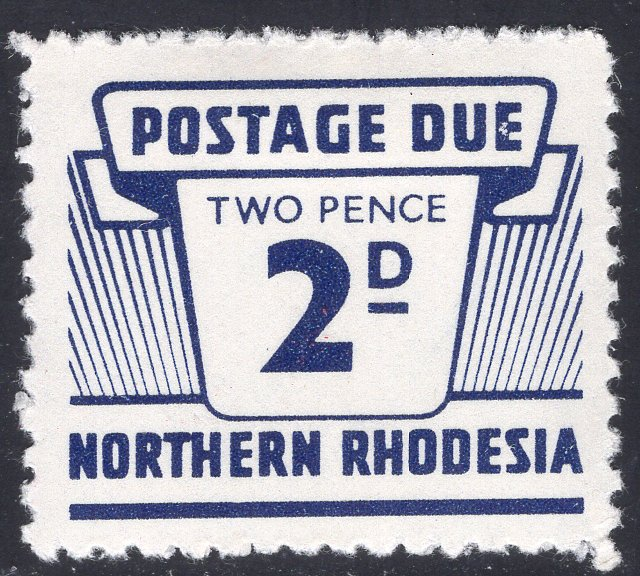 POSTAGE DUE
TWO PENCE
2D
NORTHERN RHODESIA